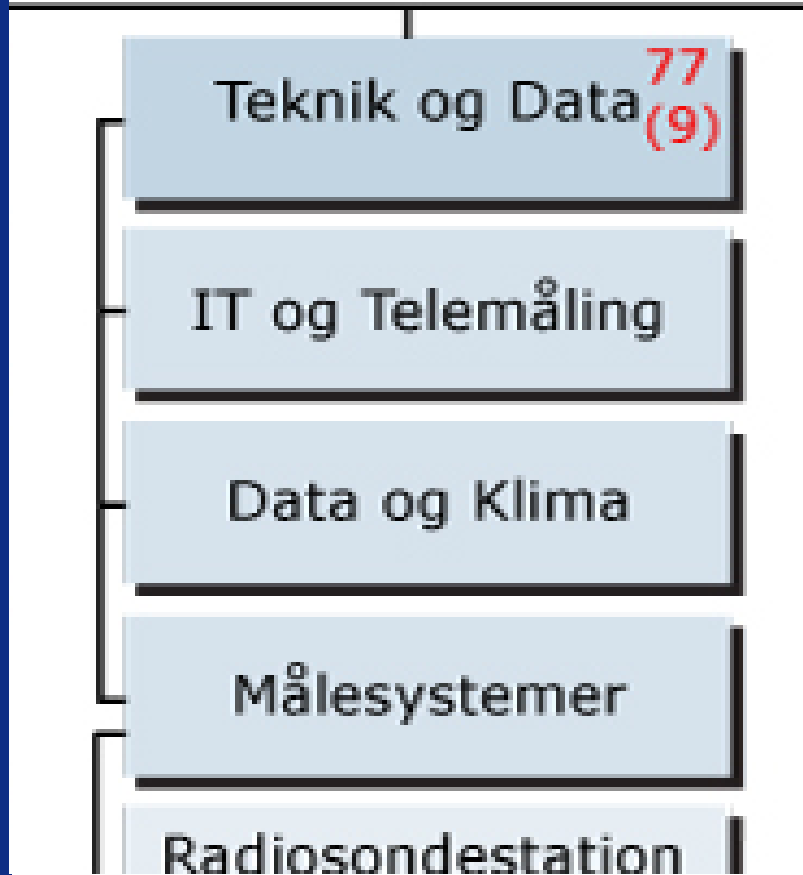 Teknik og Data 77
(9)
IT og Telemåling
Data og Klima
Målesystemer
Radiosondestation